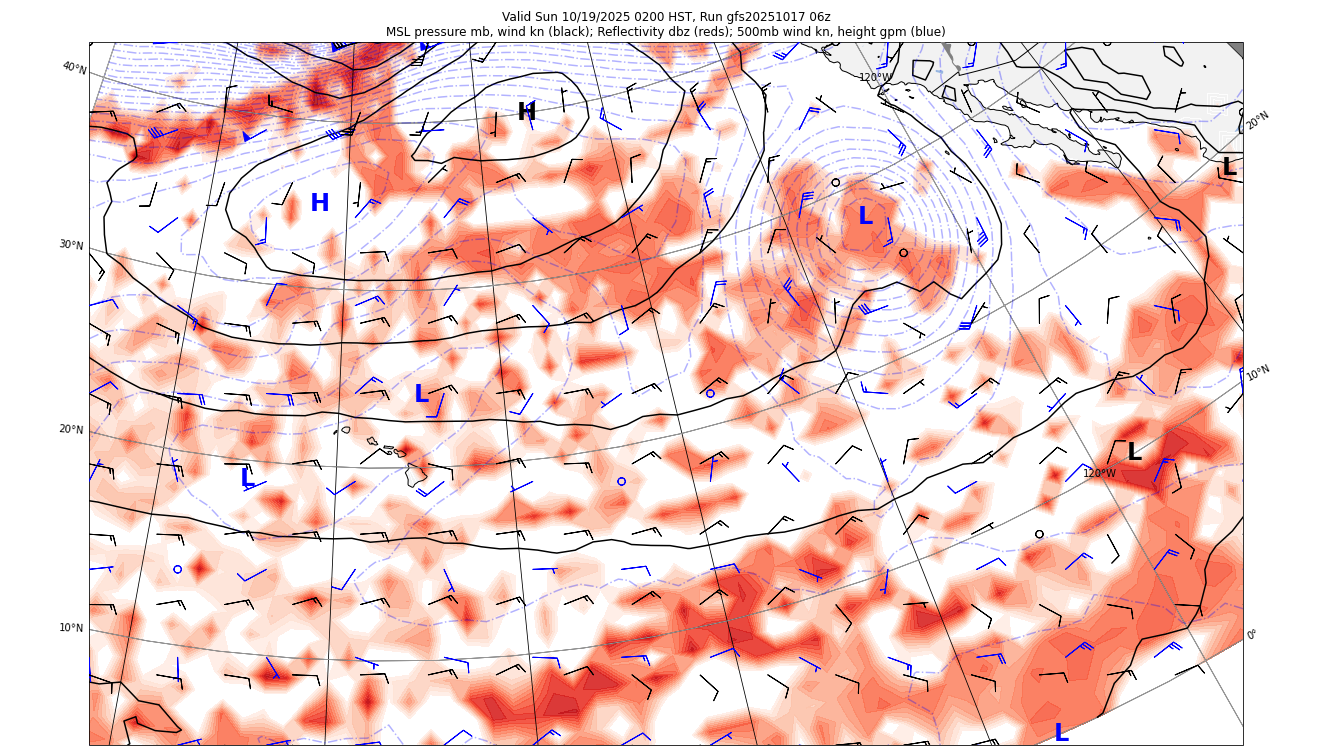 Valid Sun 10/19/2025 0200 HST, Run gfs20251017 06z
MSL pressure mb, wind kn (black); Reflectivity dbz (reds); 500mb wind kn, height gpm (blue)
40°N
120°W
H
20°N
L
H
L
30°N
10°N
L
20°N
L
L
120°W
10°N
0°
L